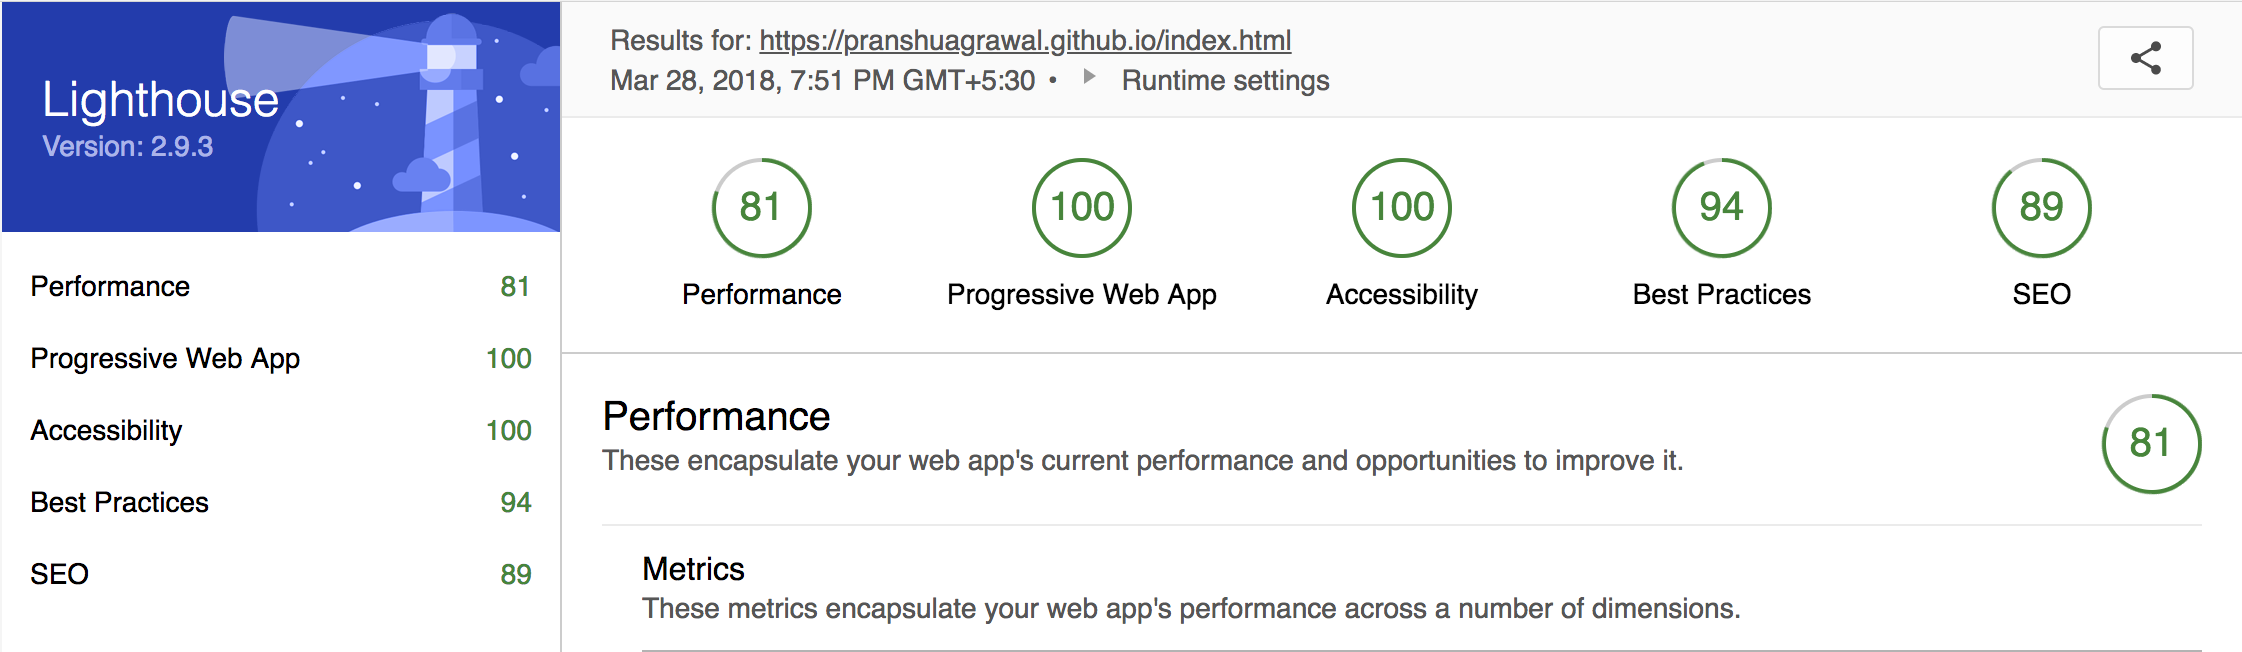 Lighthouse
Version: 2.9.3
Performance 81
Progressive Web App 100
Accessibility 100
Best Practices 94
SEO 89
Results for: https://pranshuagrawal.github.io/index.html
Mar 28, 2018, 7:51 PM GMT+5:30 • Runtime settings
81 100 100 94 89
Performance Progressive Web App Accessibility Best Practices SEO
Performance
These encapsulate your web app's current performance and opportunities to improve it.
81
Metrics
These metrics encapsulate your web app's performance across a number of dimensions.